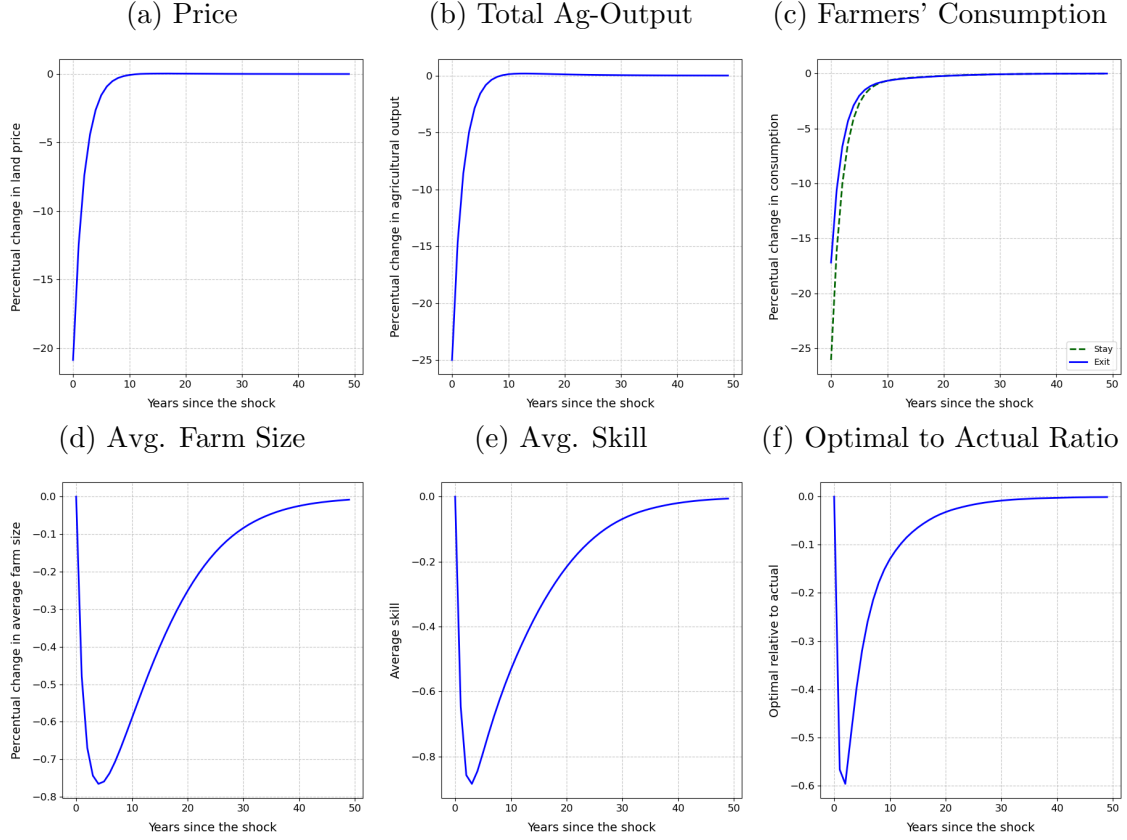 (a) Price
Percentual change in land price
0
−5
−10
−15
−20
0 10 20 30 40 50
Years since the shock
(b) Total Ag-Output
Percentual change in agricultural output
0
−5
−10
−15
−20
−25
0 10 20 30 40 50
Years since the shock
(c) Farmers' Consumption
Percentual change in consumption
0
−5
−10
−15
−20
−25
Stay
Exit
0 10 20 30 40 50
Years since the shock
(d) Avg. Farm Size
Percentual change in average farm size
0.0
−0.1
−0.2
−0.3
−0.4
−0.5
−0.6
−0.7
−0.8
0 10 20 30 40 50
Years since the shock
(e) Avg. Skill
Average skill
0.0
−0.2
−0.4
−0.6
−0.8
0 10 20 30 40 50
Years since the shock
(f) Optimal to Actual Ratio
Optimal relative to actual
0.0
−0.1
−0.2
−0.3
−0.4
−0.5
−0.6
0 10 20 30 40 50
Years since the shock